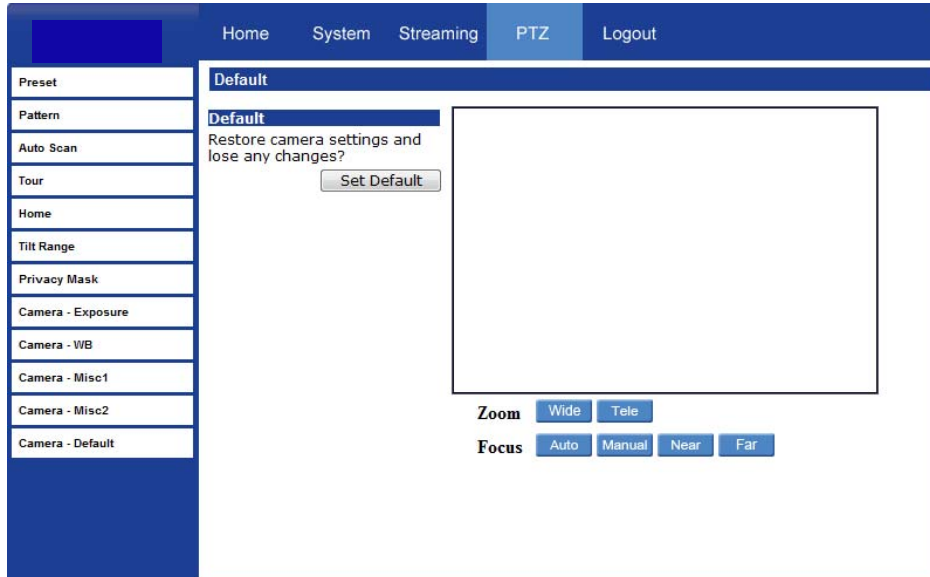 Home System Streaming PTZ Logout
Preset
Pattern
Auto Scan
Tour
Home
Tilt Range
Privacy Mask
Camera - Exposure
Camera - WB
Camera - Misc1
Camera - Misc2
Camera - Default
Default
Default
Restore camera settings and
lose any changes?
Set Default
Zoom Wide Tele
Focus Auto Manual Near Far